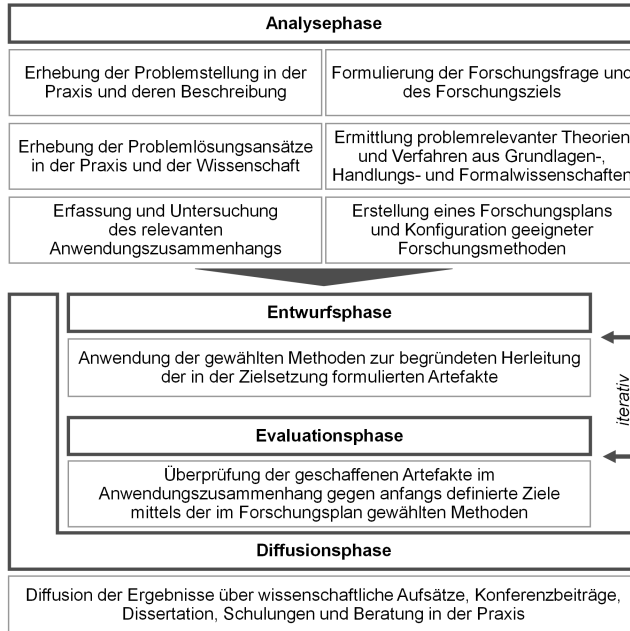 Analysephase
Erhebung der Problemstellung in der
Praxis und deren Beschreibung
Formulierung der Forschungsfrage und
des Forschungsziels
Erhebung der Problemlösungsansätze
in der Praxis und der Wissenschaft
Ermittlung problemrelevanter Theorien
und Verfahren aus Grundlagen-,
Handlungs- und Formalwissenschaften
Erfassung und Untersuchung
des relevanten
Anwendungszusammenhangs
Erstellung eines Forschungsplans
und Konfiguration geeigneter
Forschungsmethoden
Entwurfsphase
Anwendung der gewählten Methoden zur begründeten Herleitung
der in der Zielsetzung formulierten Artefakte
iterativ
Evaluationsphase
Überprüfung der geschaffenen Artefakte im
Anwendungszusammenhang gegen anfangs definierte Ziele
mittels der im Forschungsplan gewählten Methoden
Diffusionsphase
Diffusion der Ergebnisse über wissenschaftliche Aufsätze, Konferenzbeiträge,
Dissertation, Schulungen und Beratung in der Praxis